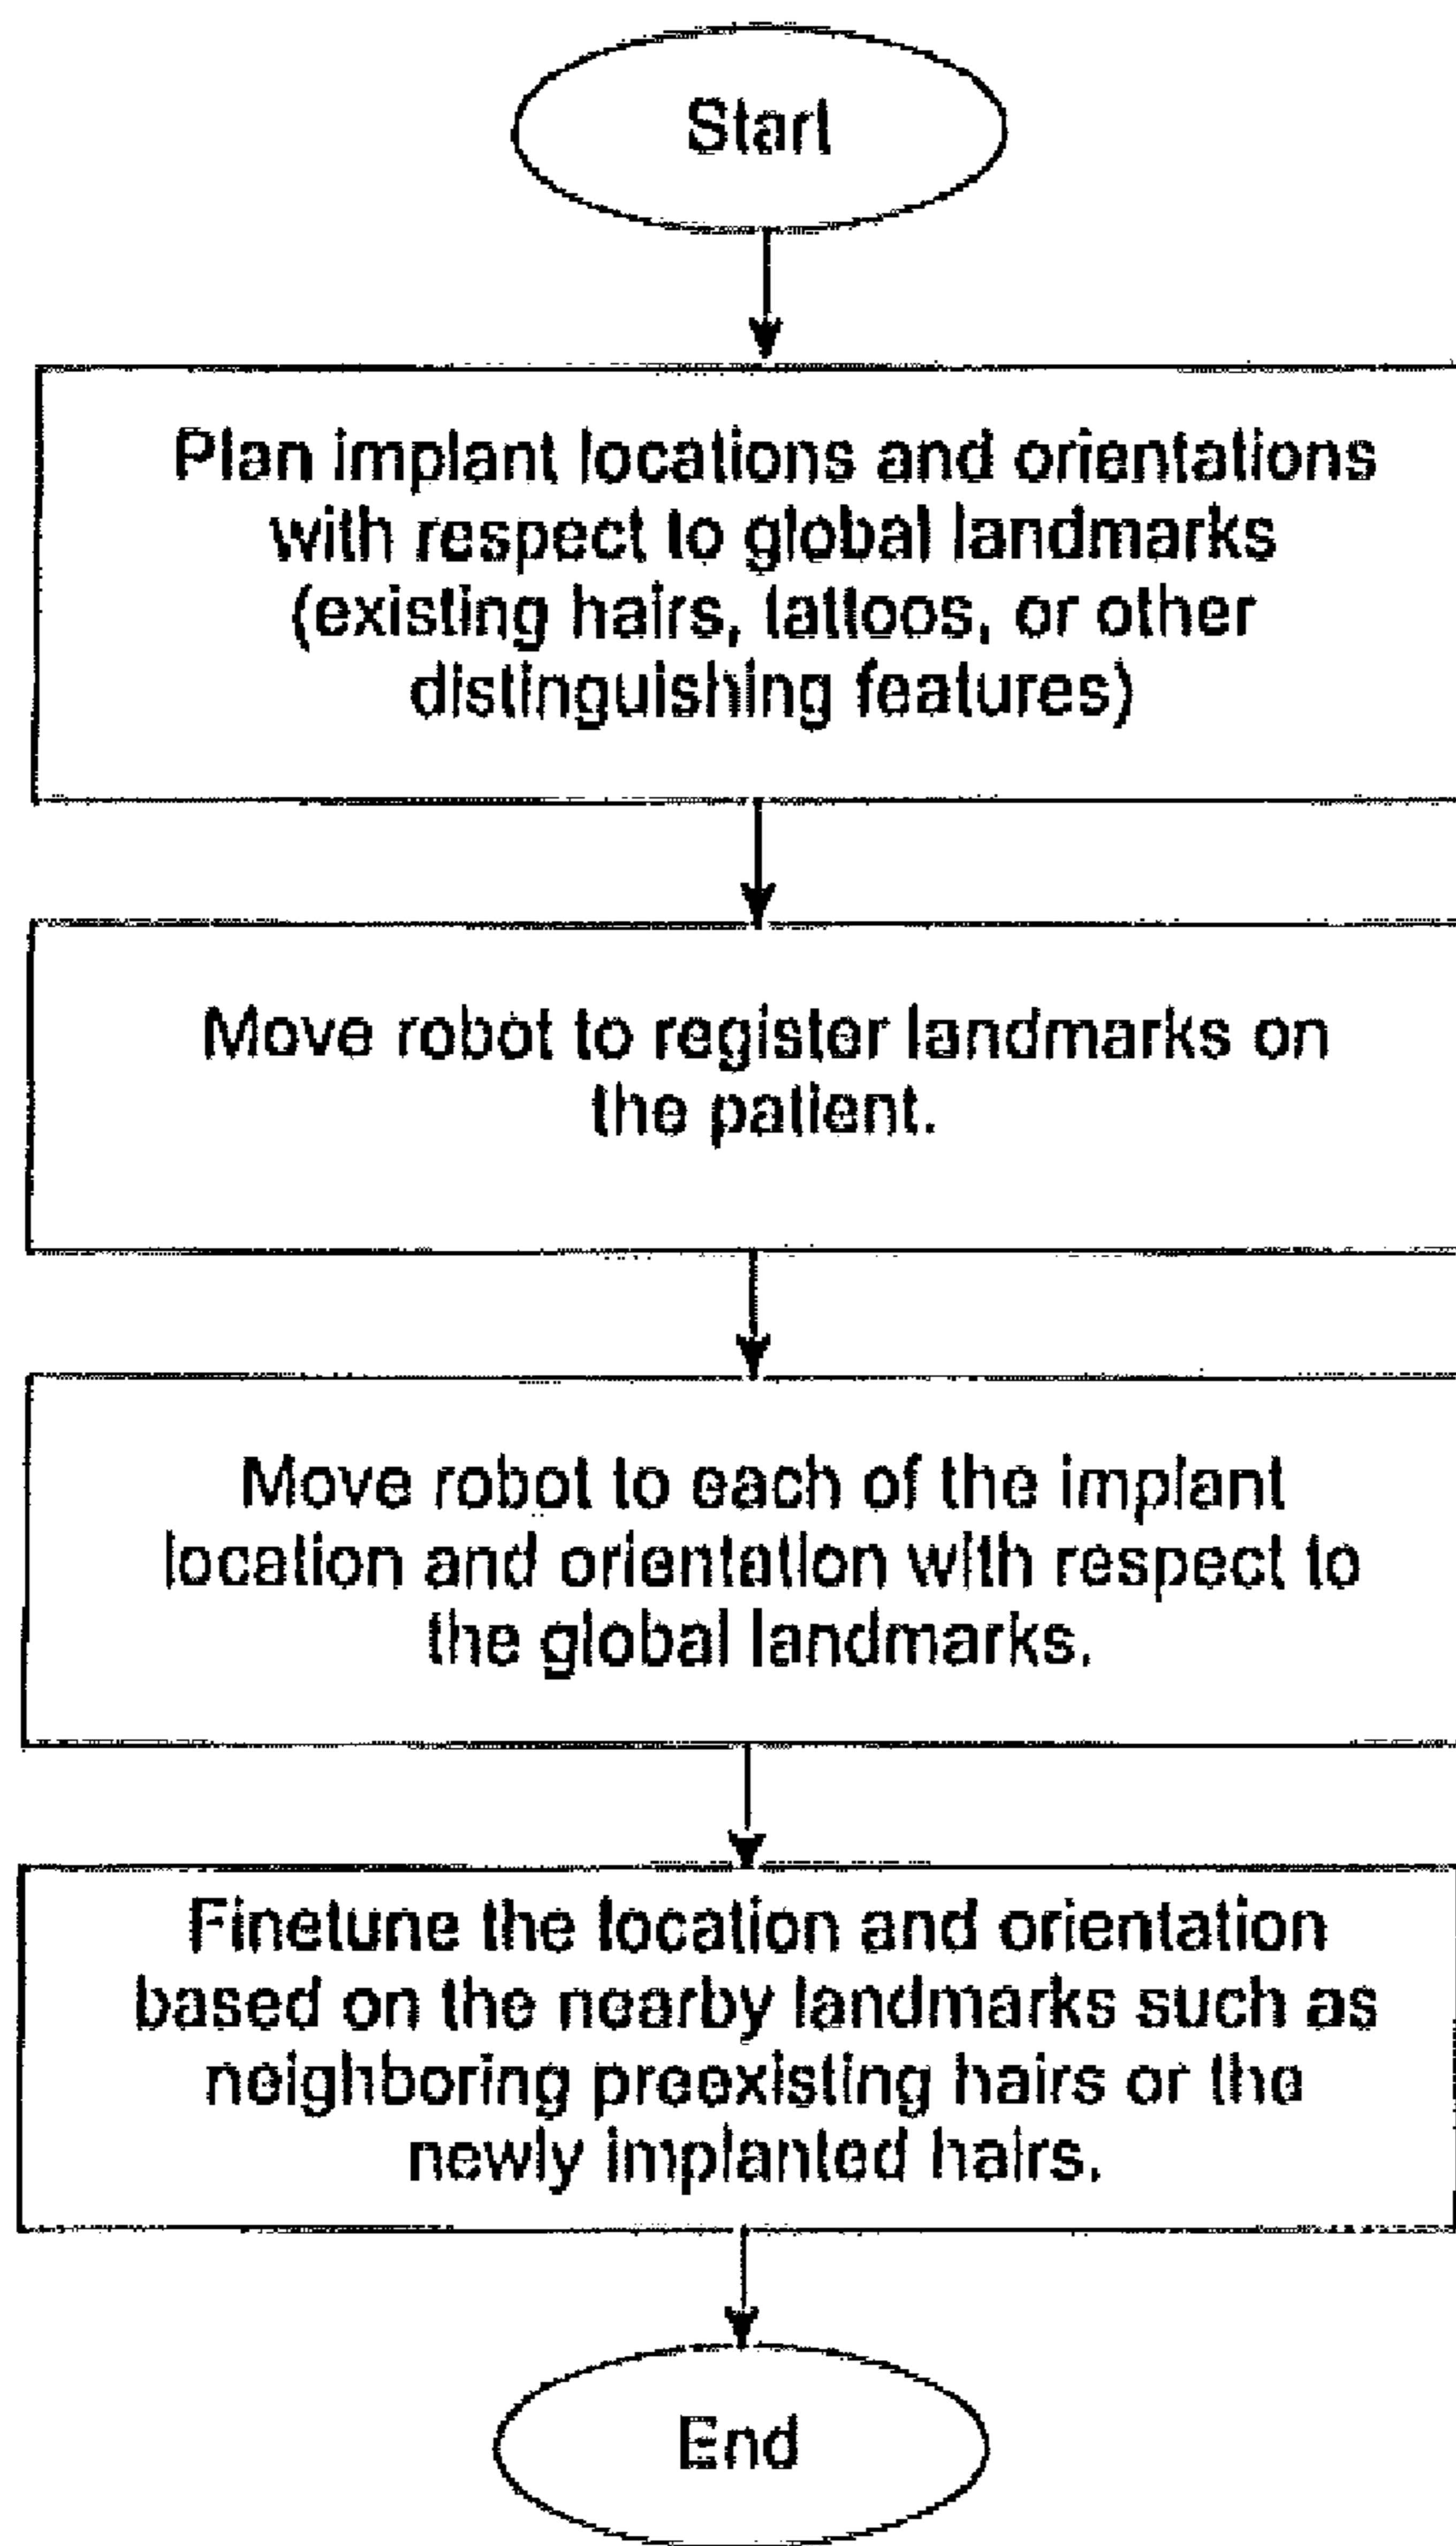 Start
Plan implant locations and orientations
with respect to global landmarks
(existing hairs, tattoos, or other
distinguishing features)
Move robot to register landmarks on
the patient.
Move robot to each of the implant
location and orientation with respect to
the global landmarks.
Finetune the location and orientation
based on the nearby landmarks such as
neighboring preexisting hairs or the
newly implanted hairs.
End